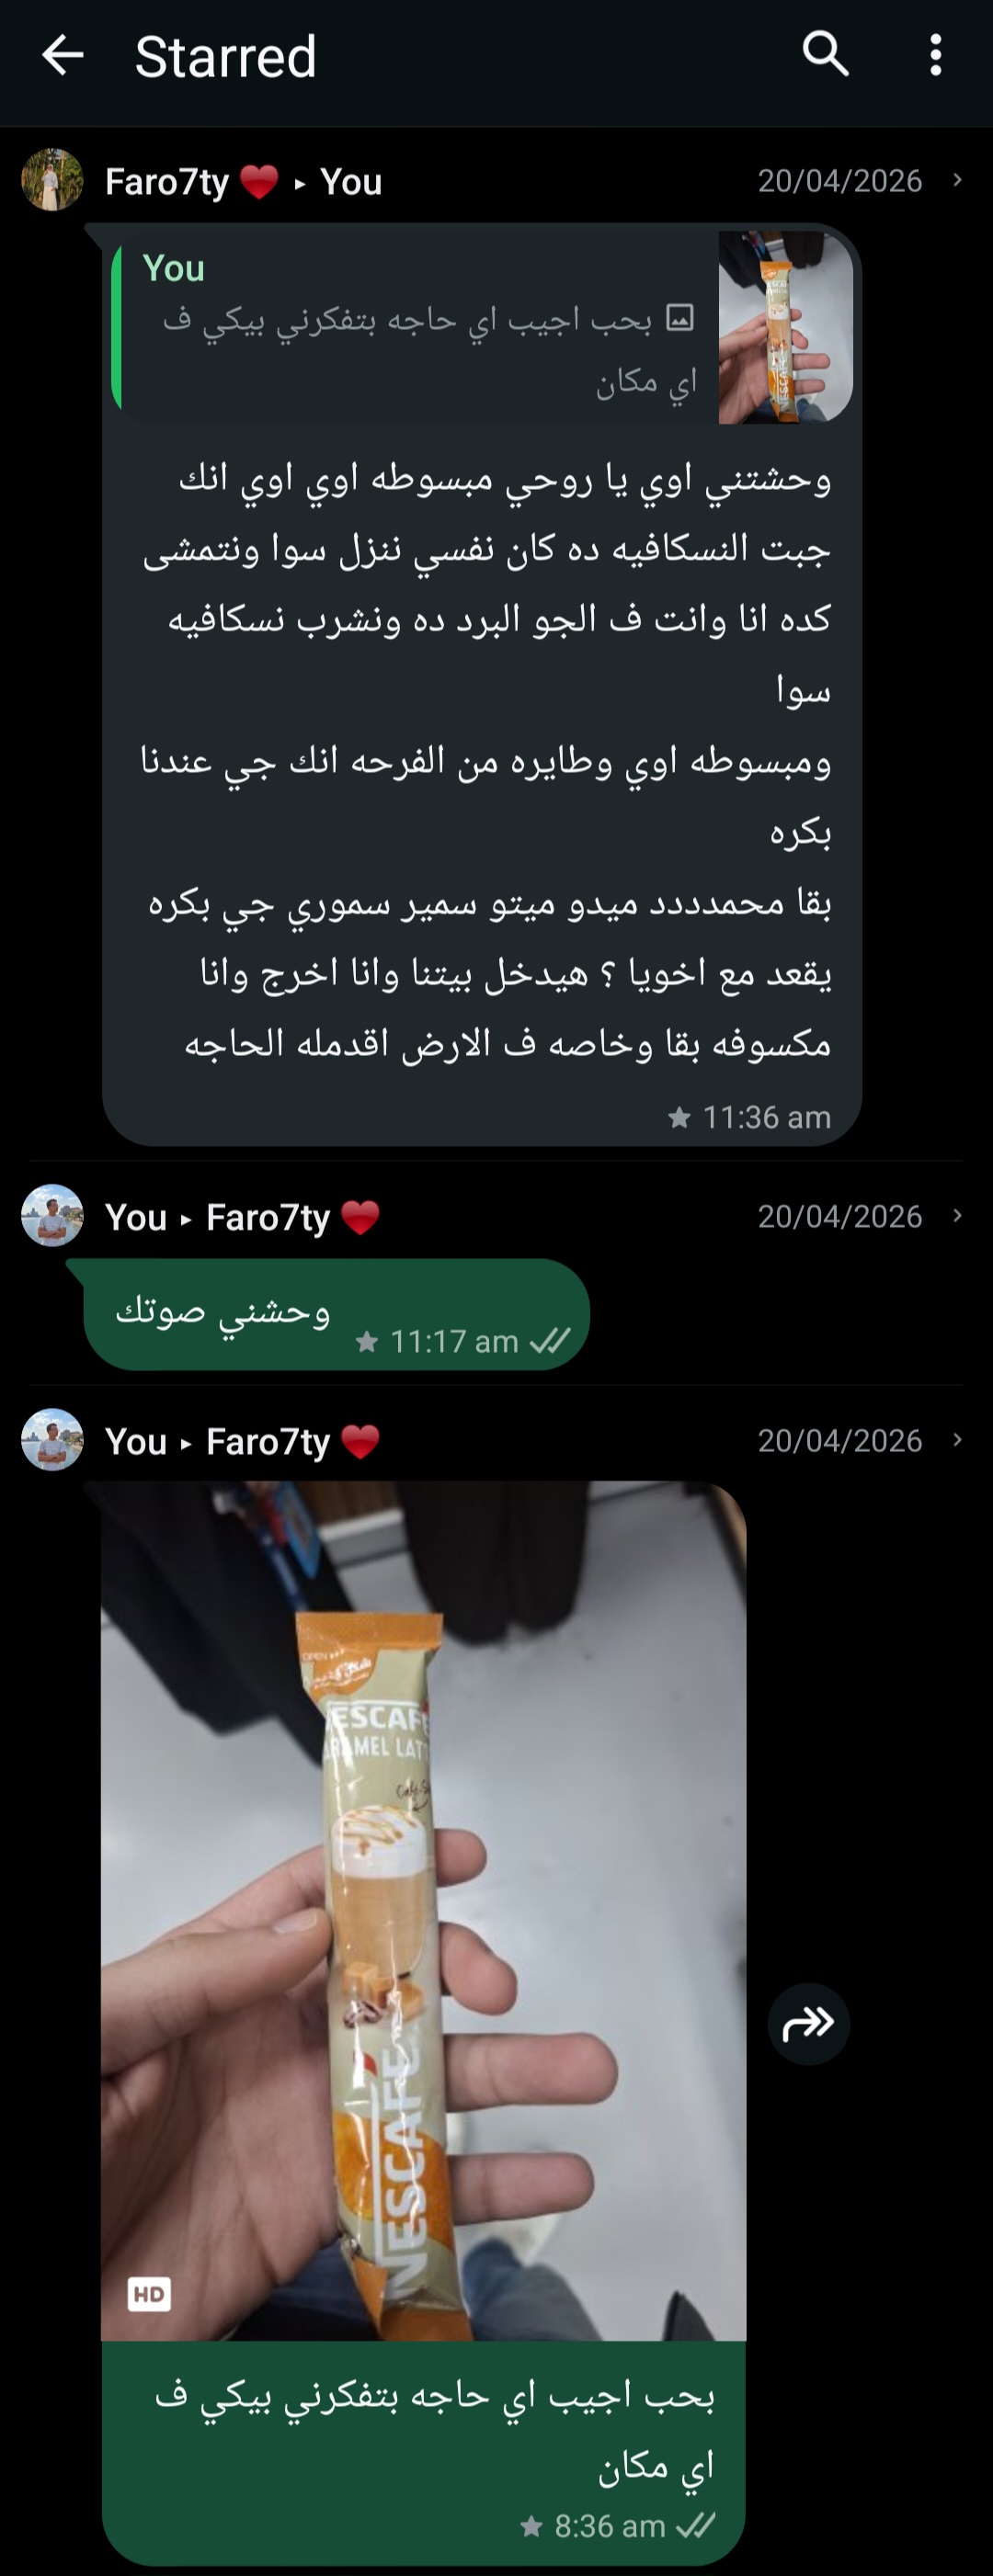 Starred
Faro7ty ❤️ ▸ You
20/04/2026
You
بحب اجيب اي حاجه بتفكرني بيكي ف
اي مكان
وحشتني اوي يا روحي مبسوطه اوي اوي انك
جبت النسكافيه ده كان نفسي ننزل سوا ونتمشى
كده انا وانت ف الجو البرد ده ونشرب نسكافيه
سوا
ومبسوطه اوي وطايره من الفرحه انك جي عندنا
بكره
بقا محمدددد ميدو ميتو سمير سموري جي بكره
يقعد مع اخويا ؟ هيدخل بيتنا وانا اخرج وانا
مكسوفه بقا وخاصه ف الارض اقدمله الحاجه
11:36 am
You ▸ Faro7ty ❤️
20/04/2026
وحشني صوتك
11:17 am
You ▸ Faro7ty ❤️
20/04/2026
OPEN
ESCAFE
RAMEL LAT
NESCAFE
HD
بحب اجيب اي حاجه بتفكرني بيكي ف
اي مكان
8:36 am